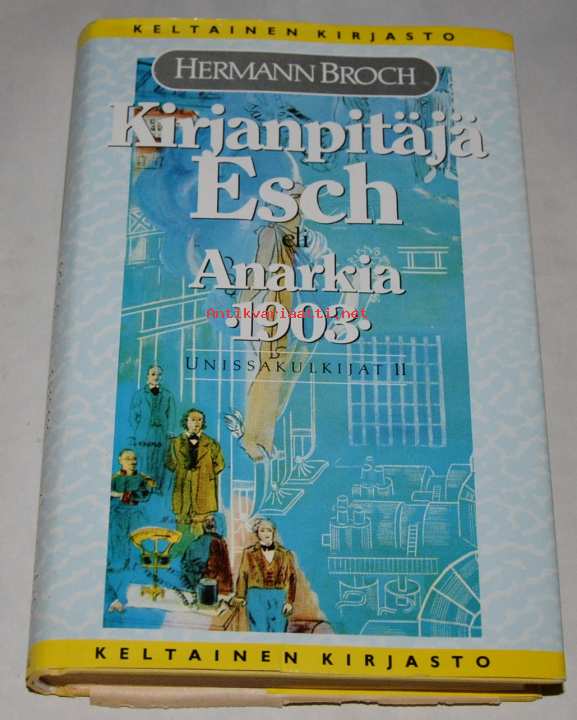 KELTAINEN KIRJASTO
HERMANN BROCH
Kirjanpitäjä
Esch
eli
Anarkia
Antikvariaatti.net
·1903·
UNISSAKULKIJAT II
KELTAINEN KIRJASTO